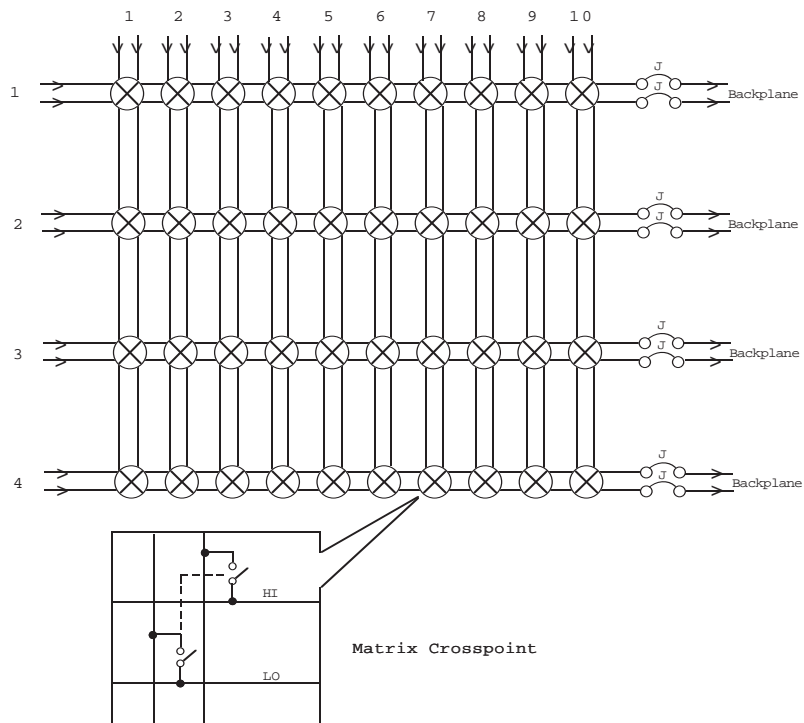 1 2 3 4 5 6 7 8 9 10
J
1 J Backplane
J
2 J Backplane
J
3 J Backplane
J
4 J Backplane
HI
Matrix Crosspoint
LO